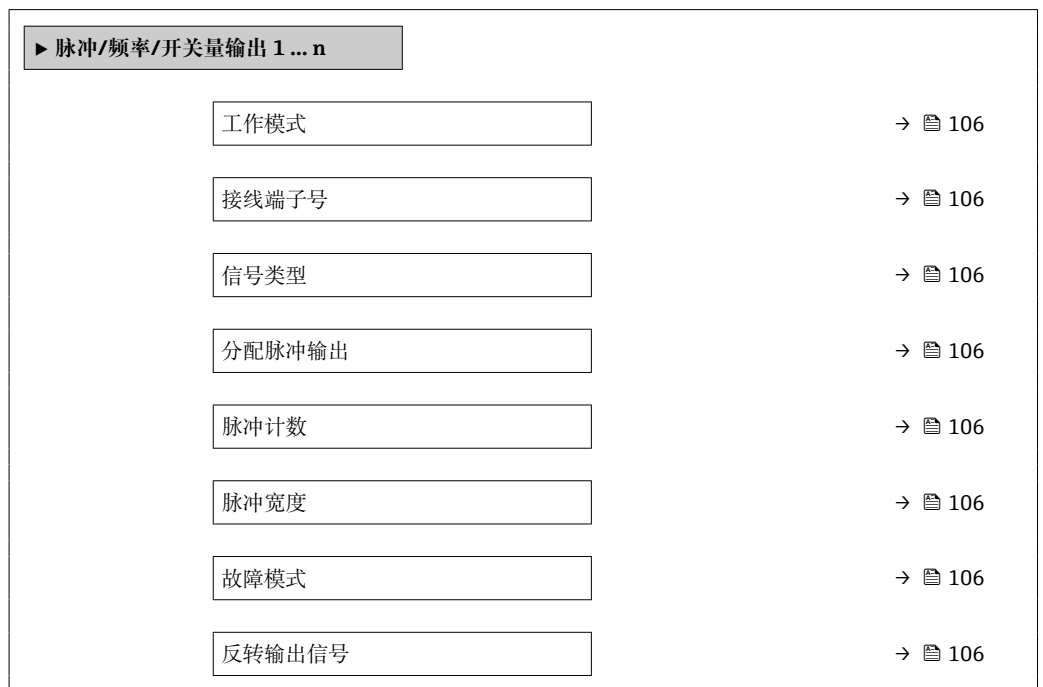 ▶ 脉冲/频率/开关量输出 1 ... n
工作模式 → 106
接线端子号 → 106
信号类型 → 106
分配脉冲输出 → 106
脉冲计数 → 106
脉冲宽度 → 106
故障模式 → 106
反转输出信号 → 106